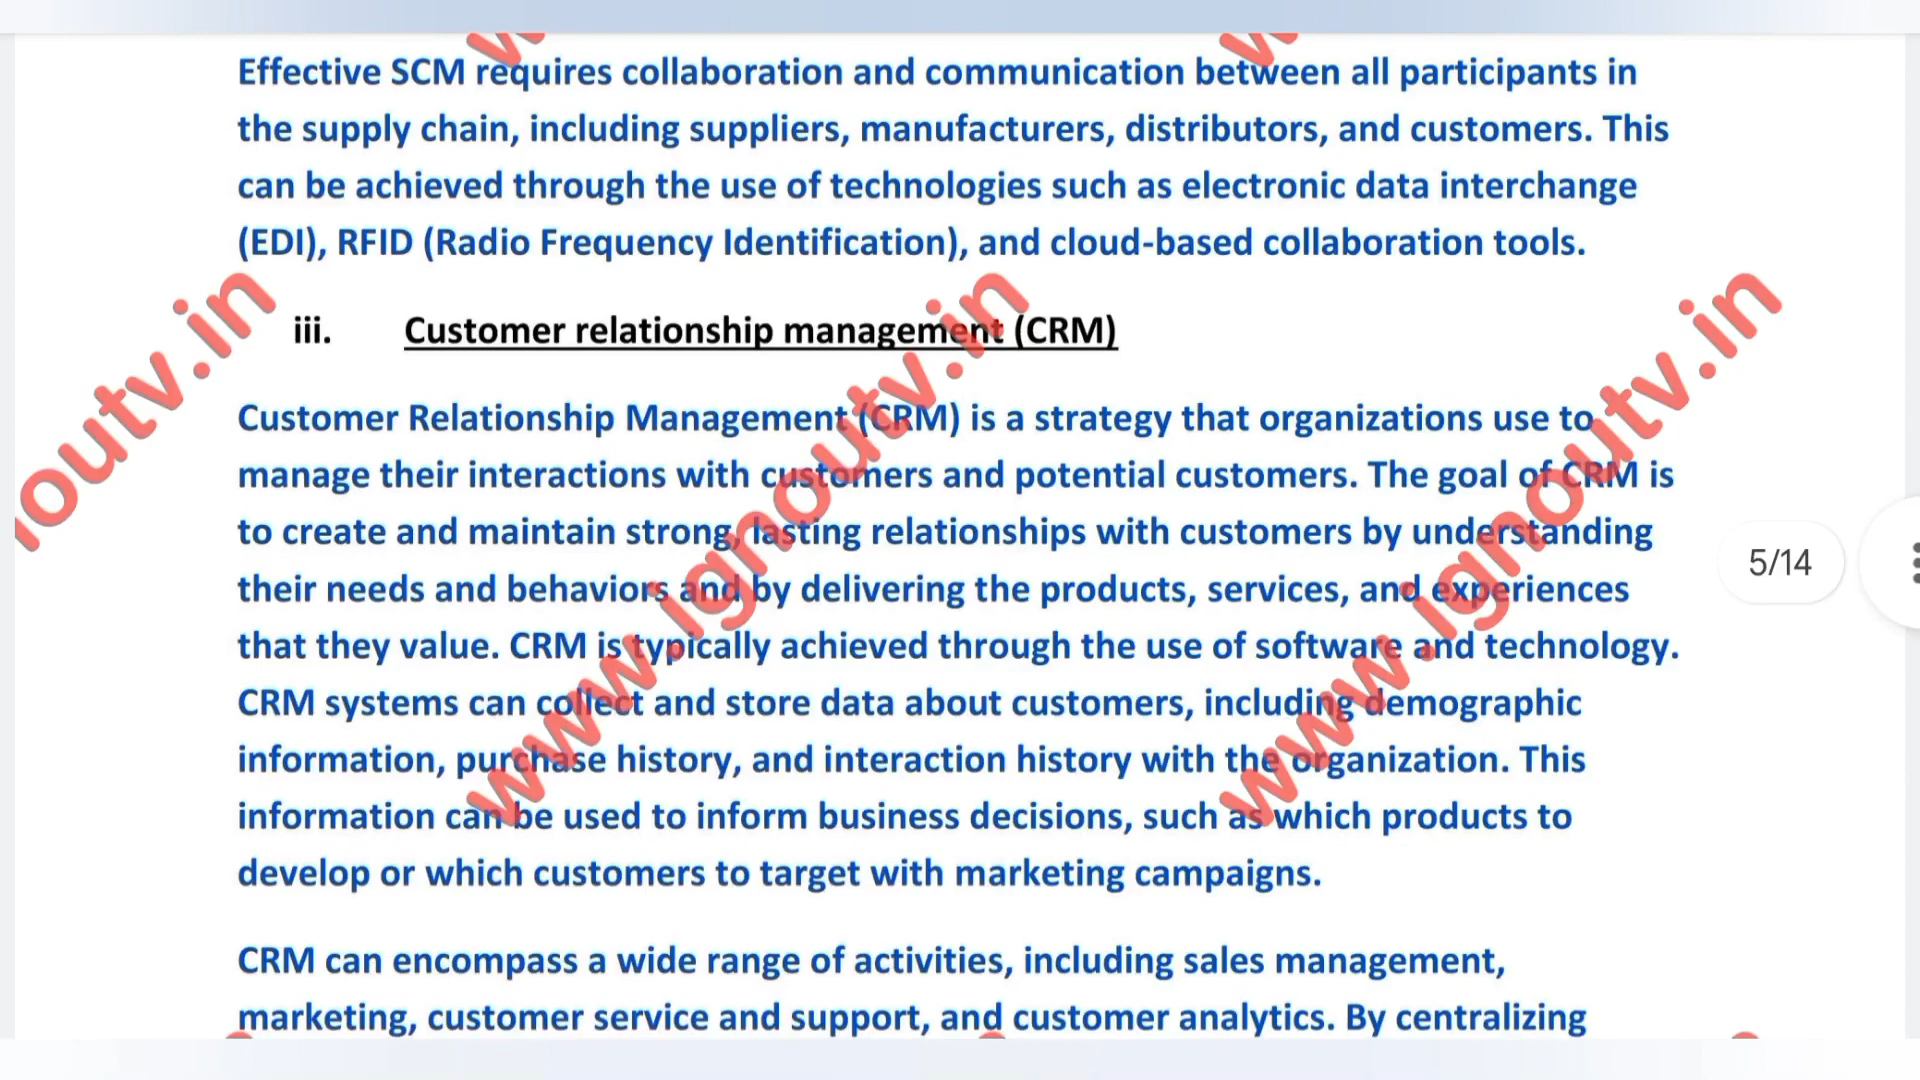 Effective SCM requires collaboration and communication between all participants in
the supply chain, including suppliers, manufacturers, distributors, and customers. This
can be achieved through the use of technologies such as electronic data interchange
(EDI), RFID (Radio Frequency Identification), and cloud-based collaboration tools.
iii. Customer relationship management (CRM)
Customer Relationship Management (CRM) is a strategy that organizations use to
manage their interactions with customers and potential customers. The goal of CRM is
to create and maintain strong, lasting relationships with customers by understanding
their needs and behaviors and by delivering the products, services, and experiences
that they value. CRM is typically achieved through the use of software and technology.
CRM systems can collect and store data about customers, including demographic
information, purchase history, and interaction history with the organization. This
information can be used to inform business decisions, such as which products to
develop or which customers to target with marketing campaigns.
CRM can encompass a wide range of activities, including sales management,
marketing, customer service and support, and customer analytics. By centralizing
5/14
noutv.in
www.ignoutv.in
www.ignoutv.in